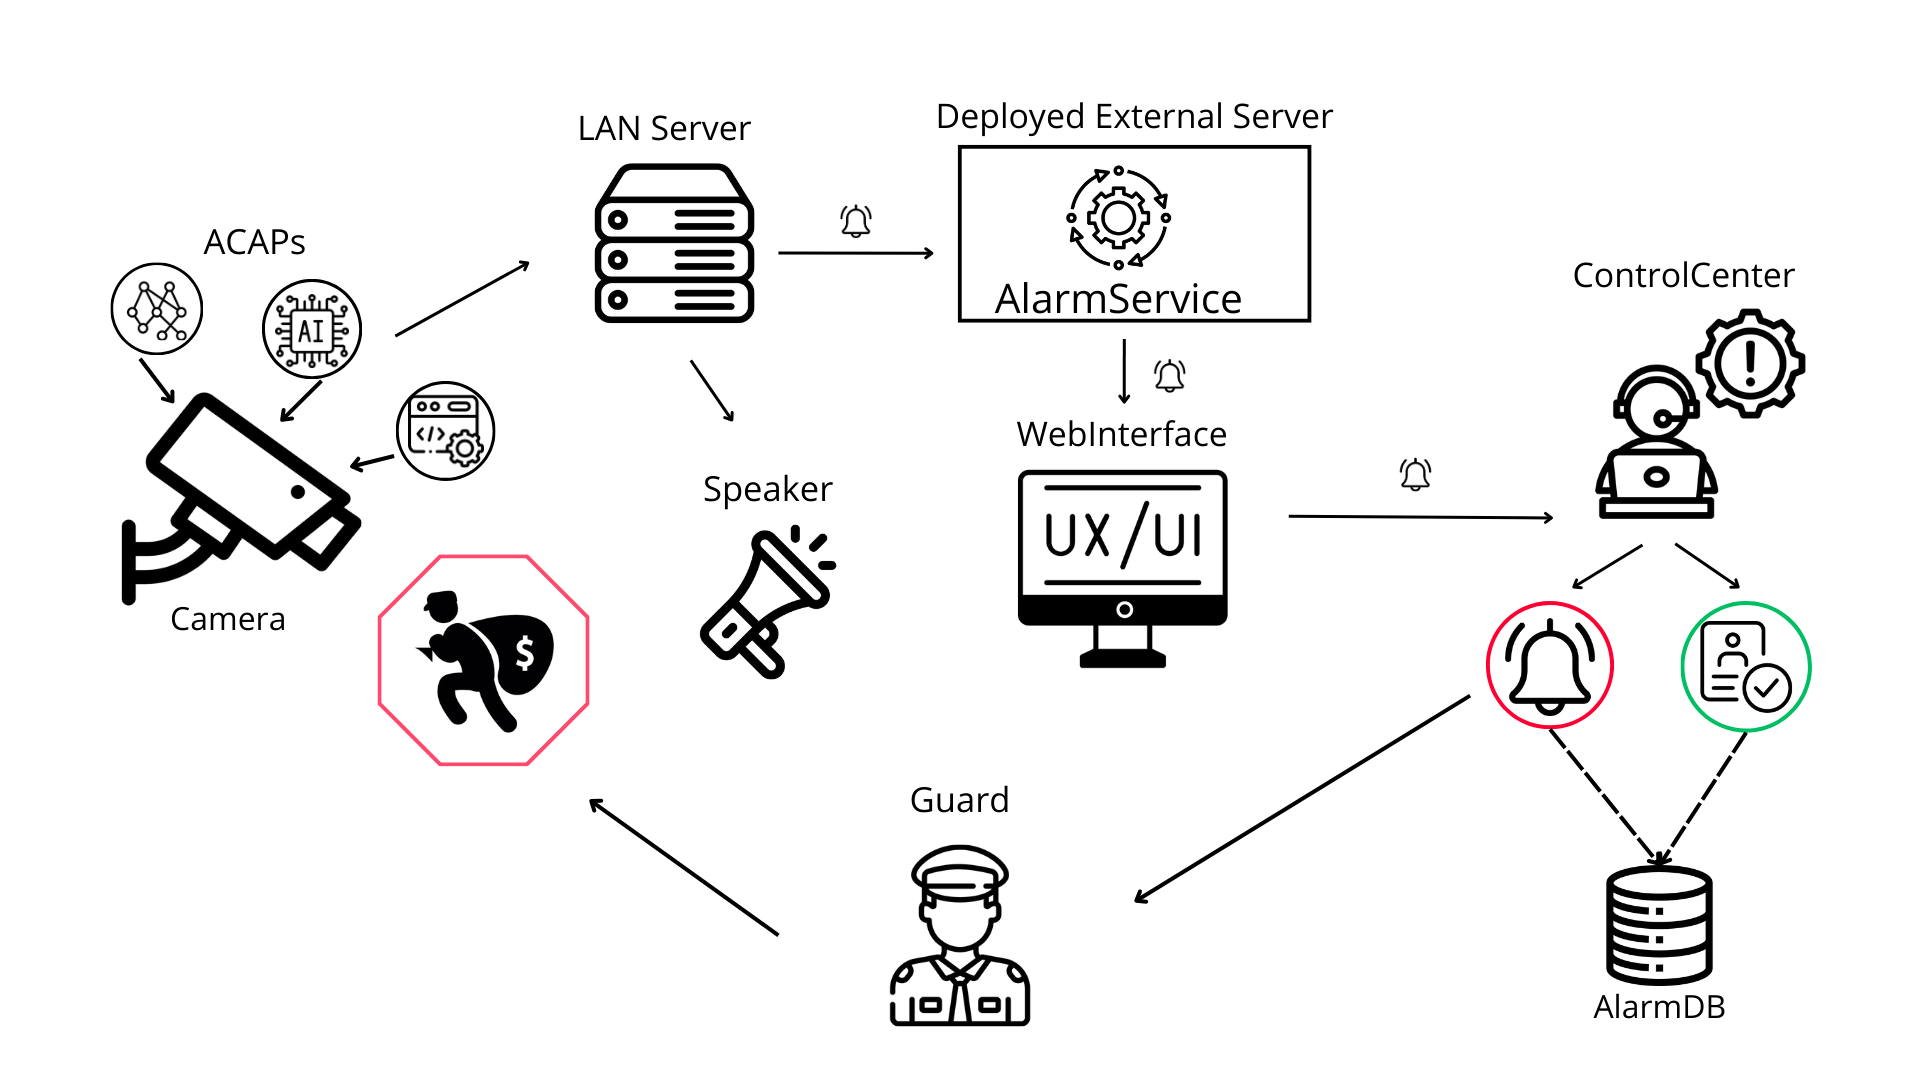 LAN Server
Deployed External Server
ACAPs
AI
</>
AlarmService
ControlCenter
WebInterface
UX/UI
Speaker
Camera
$
Guard
AlarmDB